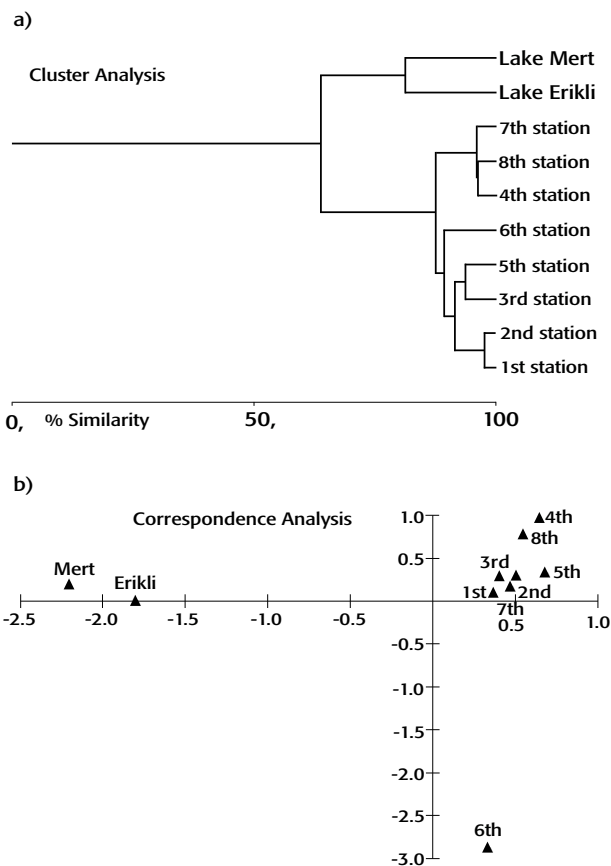 a)
Cluster Analysis
Lake Mert
Lake Erikli
7th station
8th station
4th station
6th station
5th station
3rd station
2nd station
1st station
0, % Similarity 50, 100
b)
Correspondence Analysis
1.0
4th
8th
Mert
Erikli
0.5
3rd
5th
1st
2nd
7th
-2.5 -2.0 -1.5 -1.0 -0.5 0.5 1.0
-0.5
-1.0
-1.5
-2.0
-2.5
6th
-3.0